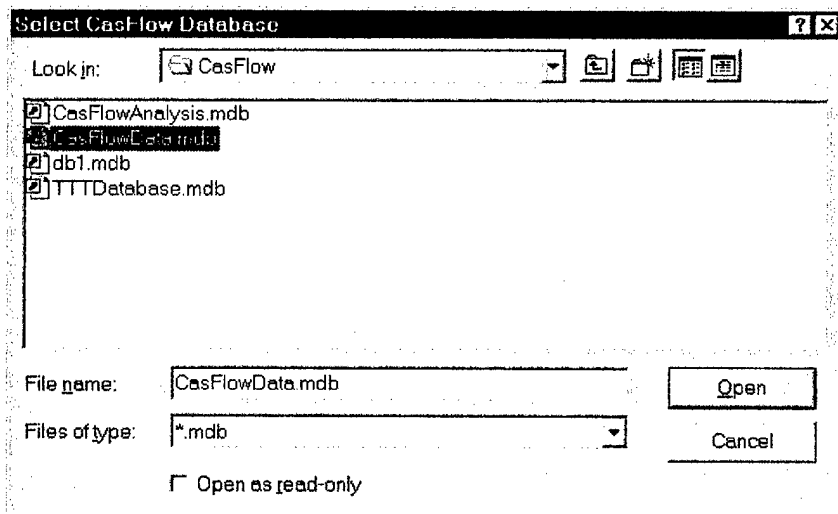 Select CasFlow Database
Look in: CasFlow
CasFlowAnalysis.mdb
CasFlowData.mdb
db1.mdb
TTTDatabase.mdb
File name: CasFlowData.mdb Open
Files of type: *.mdb Cancel
Open as read-only